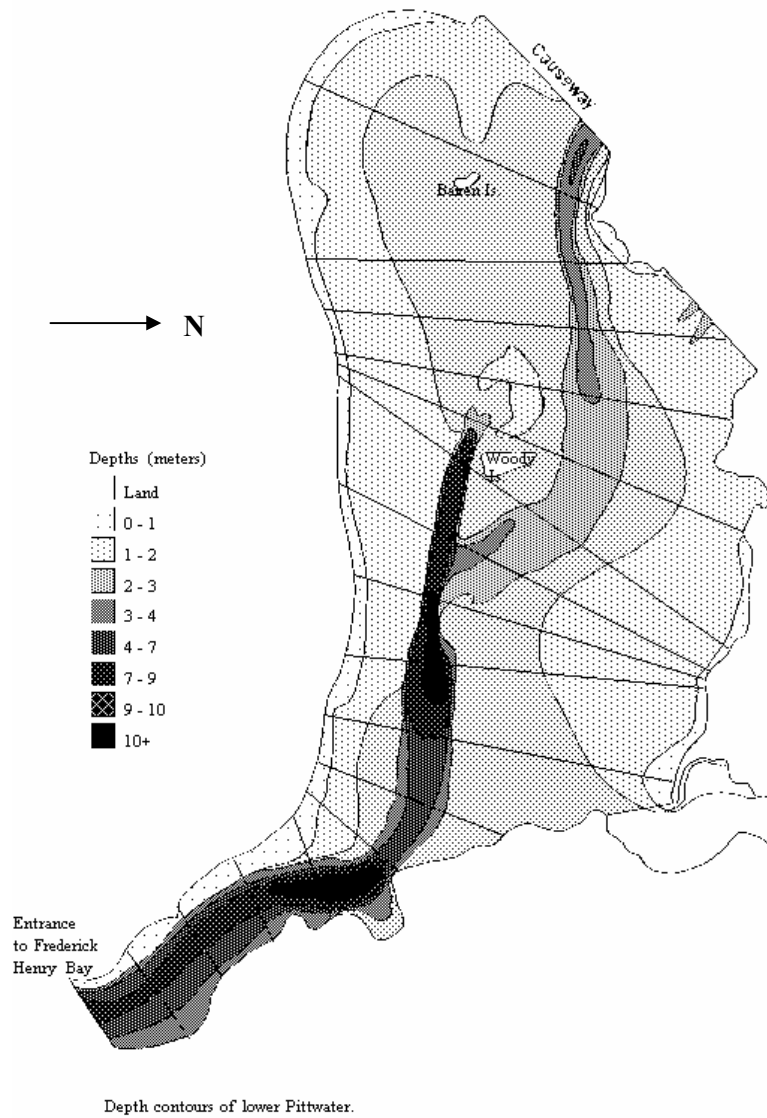 Causeway
Barren Is.
N
Depths (meters)
Land
0 - 1
1 - 2
2 - 3
3 - 4
4 - 7
7 - 9
9 - 10
10+
Woody
Is.
Entrance
to Frederick
Henry Bay
Depth contours of lower Pittwater.